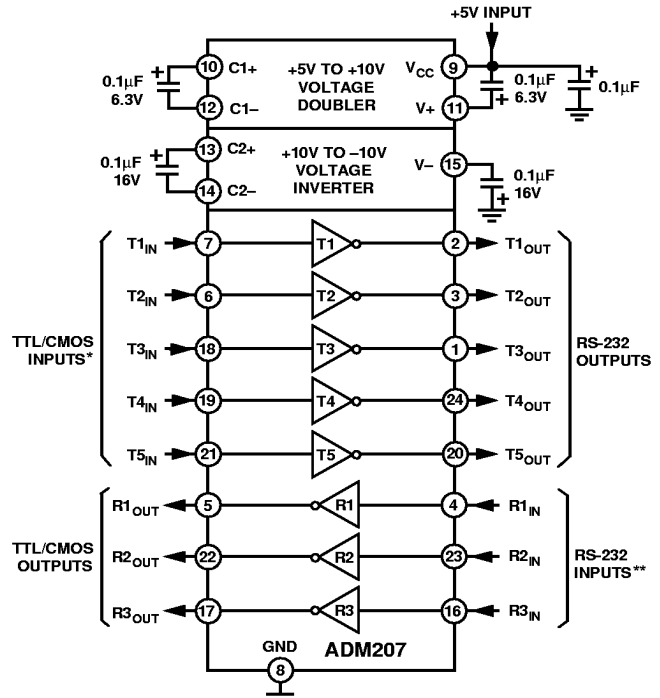 +5V INPUT
10 C1+ +5V TO +10V VCC 9
0.1µF 6.3V VOLTAGE 0.1µF 6.3V 0.1µF
12 C1– DOUBLER V+ 11
13 C2+ +10V TO –10V
0.1µF 16V VOLTAGE V– 15 0.1µF 16V
14 C2– INVERTER
T1IN 7 T1 2 T1OUT
T2IN 6 T2 3 T2OUT
TTL/CMOS INPUTS* T3IN 18 T3 1 T3OUT RS-232 OUTPUTS
T4IN 19 T4 24 T4OUT
T5IN 21 T5 20 T5OUT
R1OUT 5 R1 4 R1IN
TTL/CMOS OUTPUTS R2OUT 22 R2 23 R2IN RS-232 INPUTS**
R3OUT 17 R3 16 R3IN
GND ADM207
8